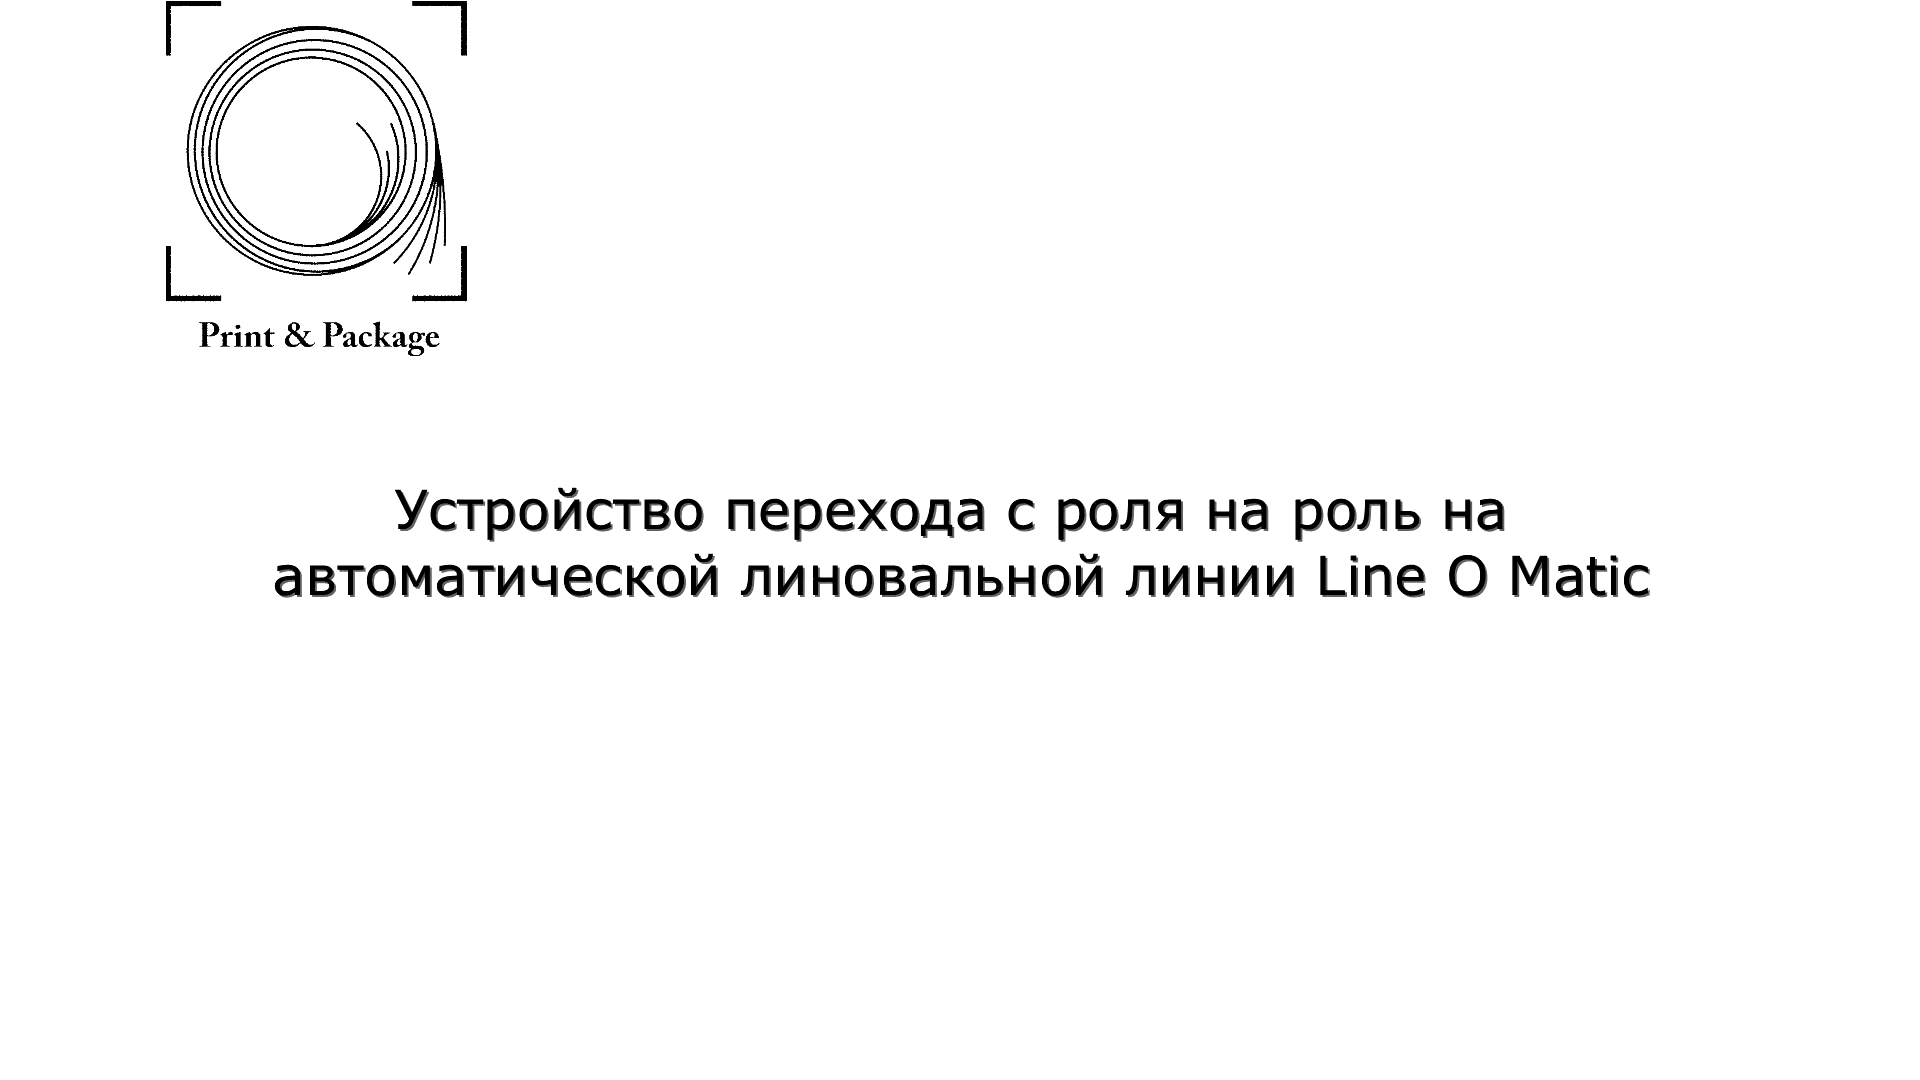 Print & Package
Устройство перехода с роля на роль на
автоматической линовальной линии Line O Matic